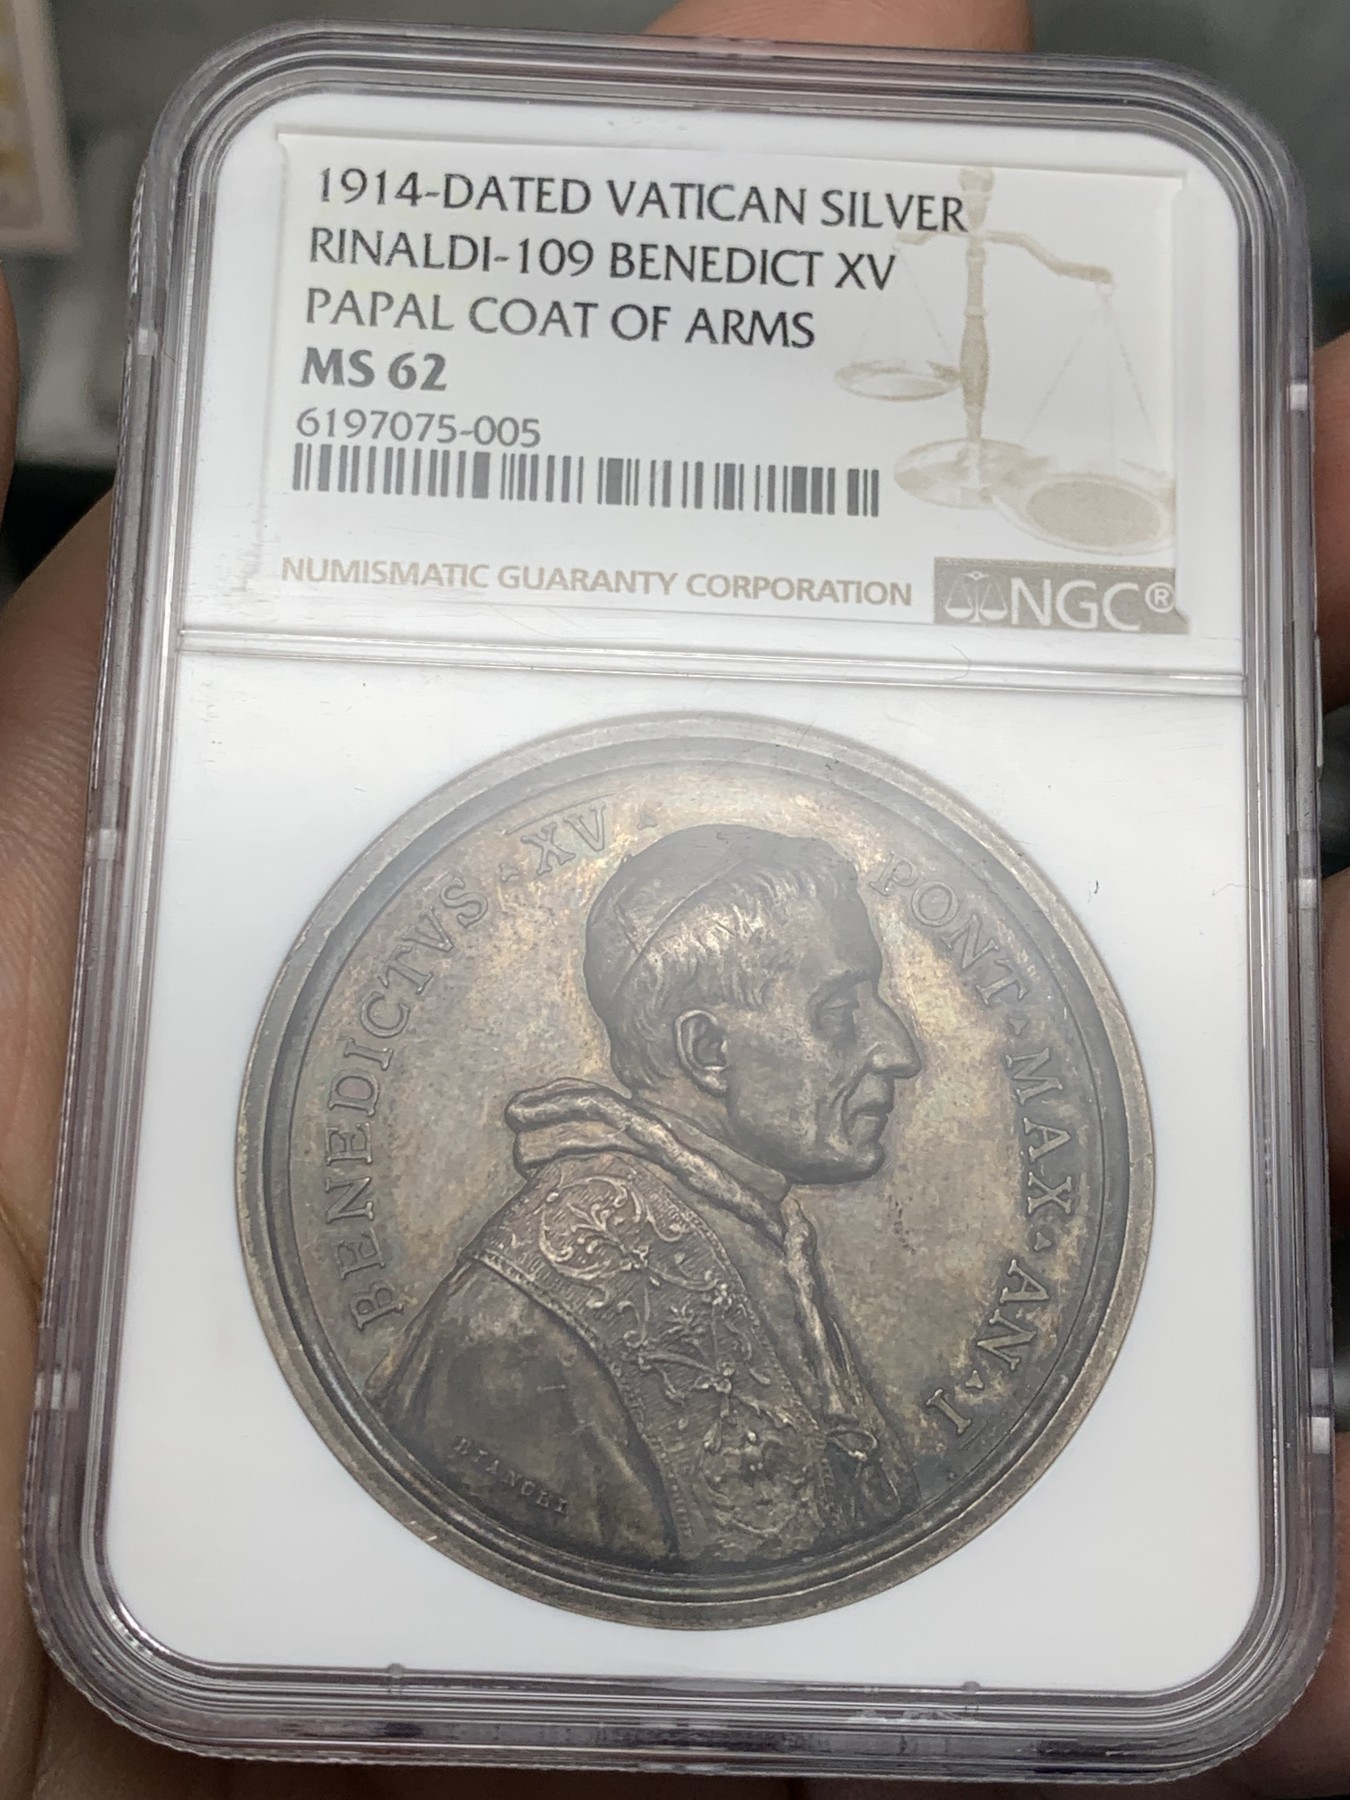 1914-DATED VATICAN SILVER
RINALDI-109 BENEDICT XV
PAPAL COAT OF ARMS
MS 62
6197075-005
NUMISMATIC GUARANTY CORPORATION
NGC®
BENEDICTVS · XV · PONT · MAX · AN · I
BIANCHI